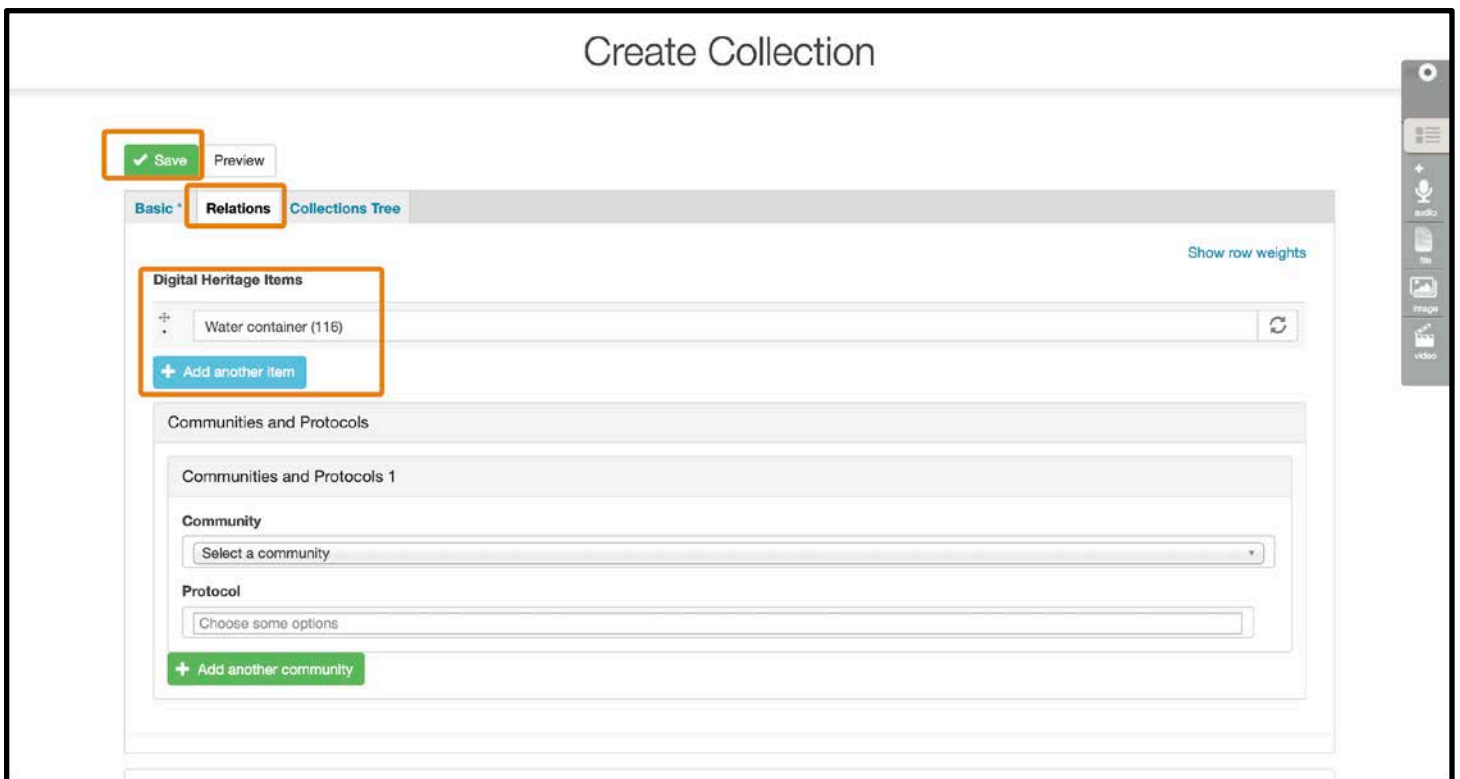 Create Collection
Save
Preview
Basic *
Relations
Collections Tree
Show row weights
Digital Heritage Items
Water container (116)
Add another item
Communities and Protocols
Communities and Protocols 1
Community
Select a community
Protocol
Choose some options
Add another community
audio
file
image
video